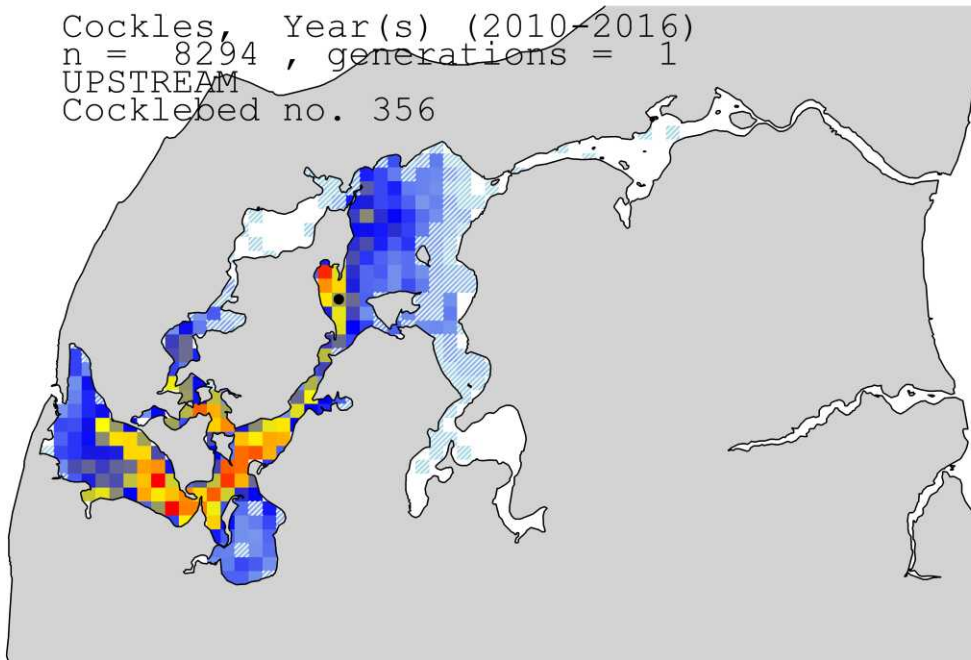 Cockles, Year(s) (2010-2016)
n = 8294 , generations = 1
UPSTREAM
Cocklebed no. 356